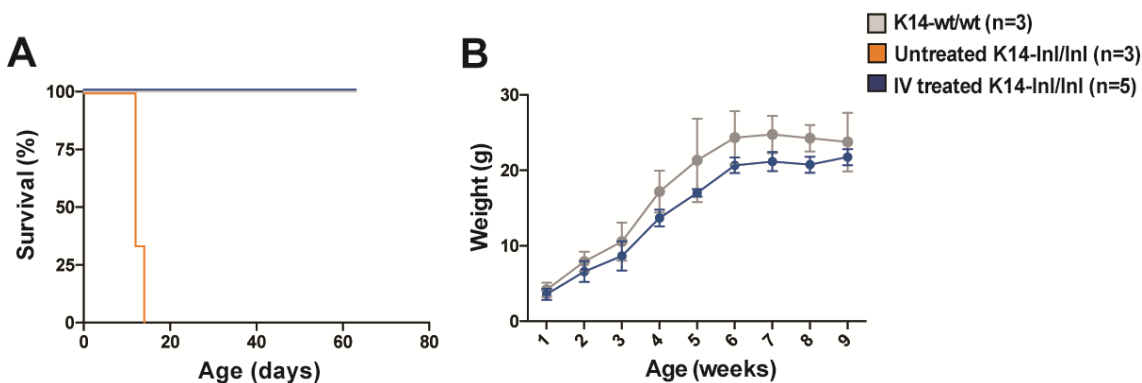 K14-wt/wt (n=3)
Untreated K14-lnl/lnl (n=3)
IV treated K14-lnl/lnl (n=5)
A
Survival (%)
100
75
50
25
0
0 20 40 60 80
Age (days)
B
Weight (g)
30
20
10
0
1 2 3 4 5 6 7 8 9
Age (weeks)